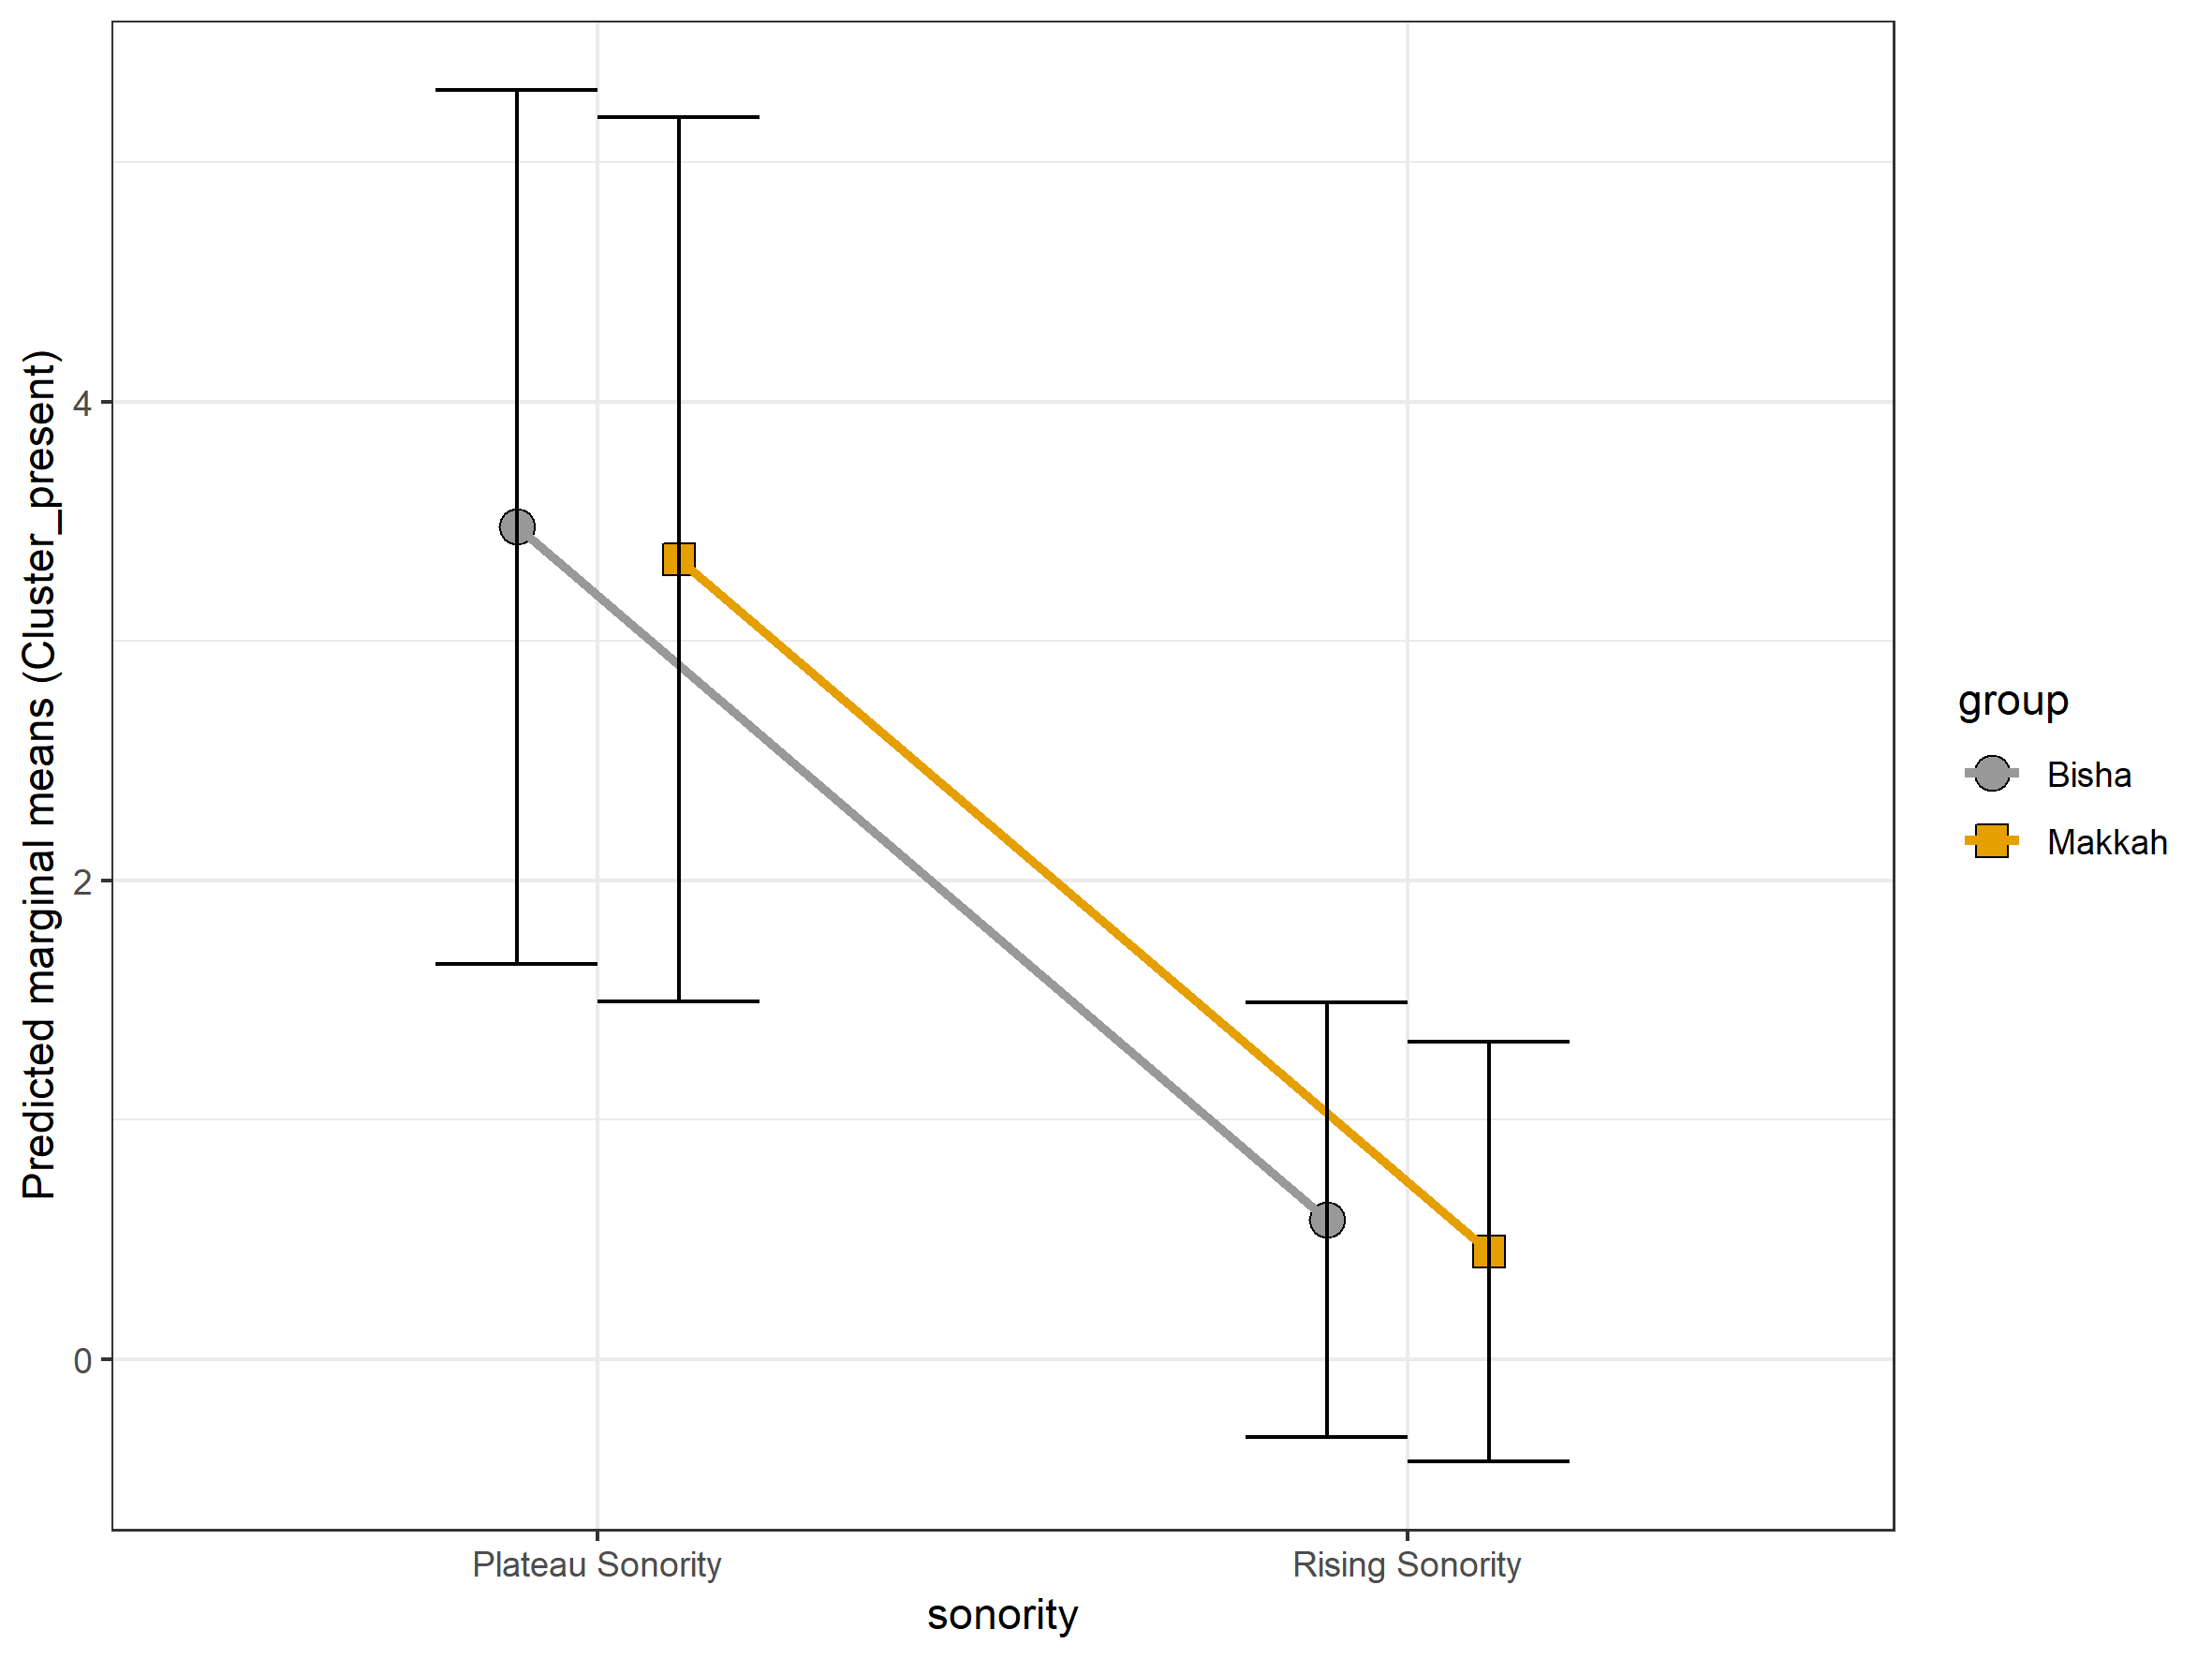 Predicted marginal means (Cluster_present)
4
2
0
Plateau Sonority
Rising Sonority
sonority
group
Bisha
Makkah